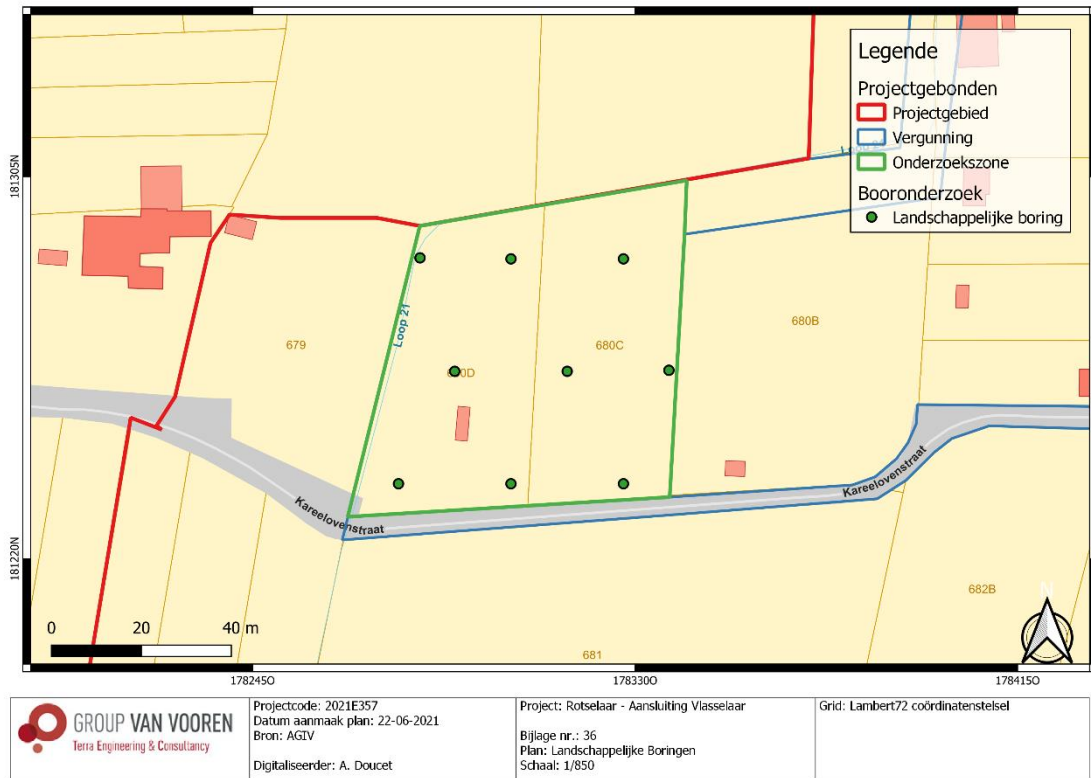 Legende
Projectgebonden
Projectgebied
Vergunning
Onderzoekszone
Booronderzoek
Landschappelijke boring
181305N
Loop 21
679
680C
680B
Kareelovenstraat
Kareelovenstraat
181220N
682B
681
N
0 20 40 m
178245O 178330O 178415O
GROUP VAN VOOREN
Terra Engineering & Consultancy
Projectcode: 2021E357
Datum aanmaak plan: 22-06-2021
Bron: AGIV
Digitaliseerder: A. Doucet
Project: Rotselaar - Aansluiting Vlasselaar
Bijlage nr.: 36
Plan: Landschappelijke Boringen
Schaal: 1/850
Grid: Lambert72 coördinatenstelsel